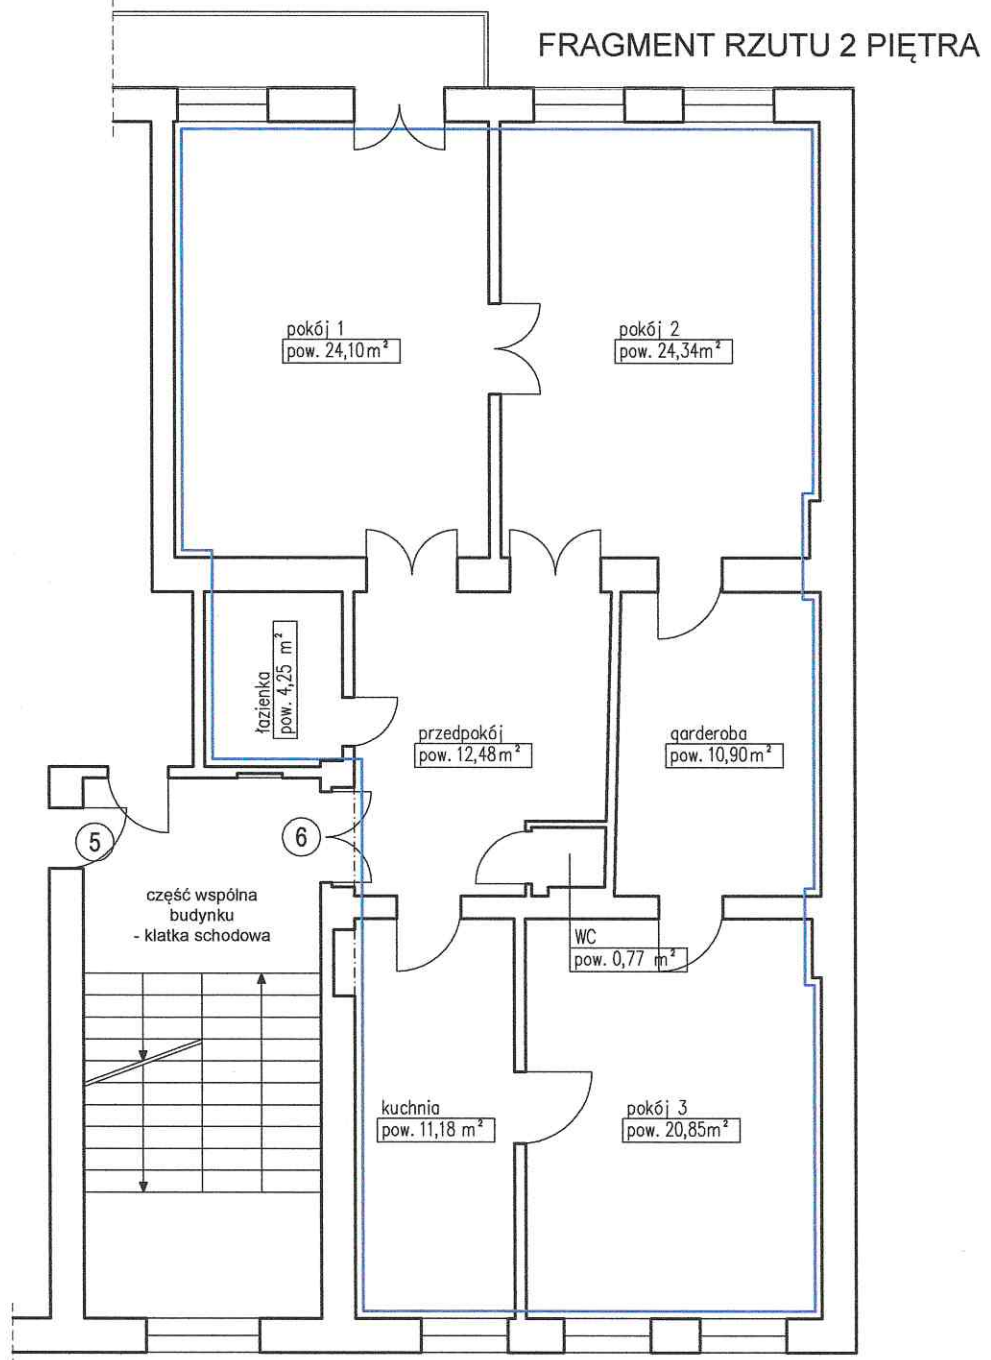 FRAGMENT RZUTU 2 PIĘTRA
pokój 1
pow. 24,10m²
pokój 2
pow. 24,34m²
łazienka
pow. 4,25 m²
przedpokój
pow. 12,48m²
garderoba
pow. 10,90m²
5
6
część wspólna
budynku
- klatka schodowa
WC
pow. 0,77 m²
kuchnia
pow. 11,18 m²
pokój 3
pow. 20,85m²